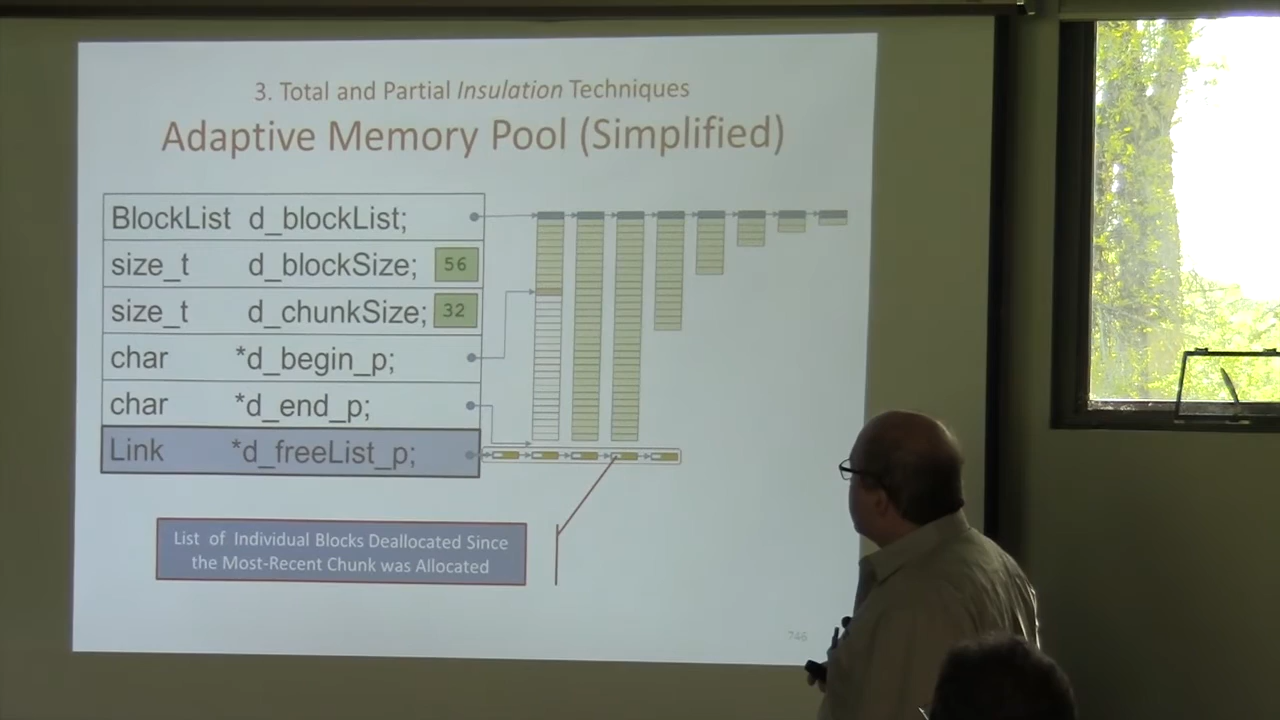 3. Total and Partial Insulation Techniques
Adaptive Memory Pool (Simplified)
BlockList d_blockList;
size_t d_blockSize; 56
size_t d_chunkSize; 32
char *d_begin_p;
char *d_end_p;
Link *d_freeList_p;
List of Individual Blocks Deallocated Since
the Most-Recent Chunk was Allocated
746